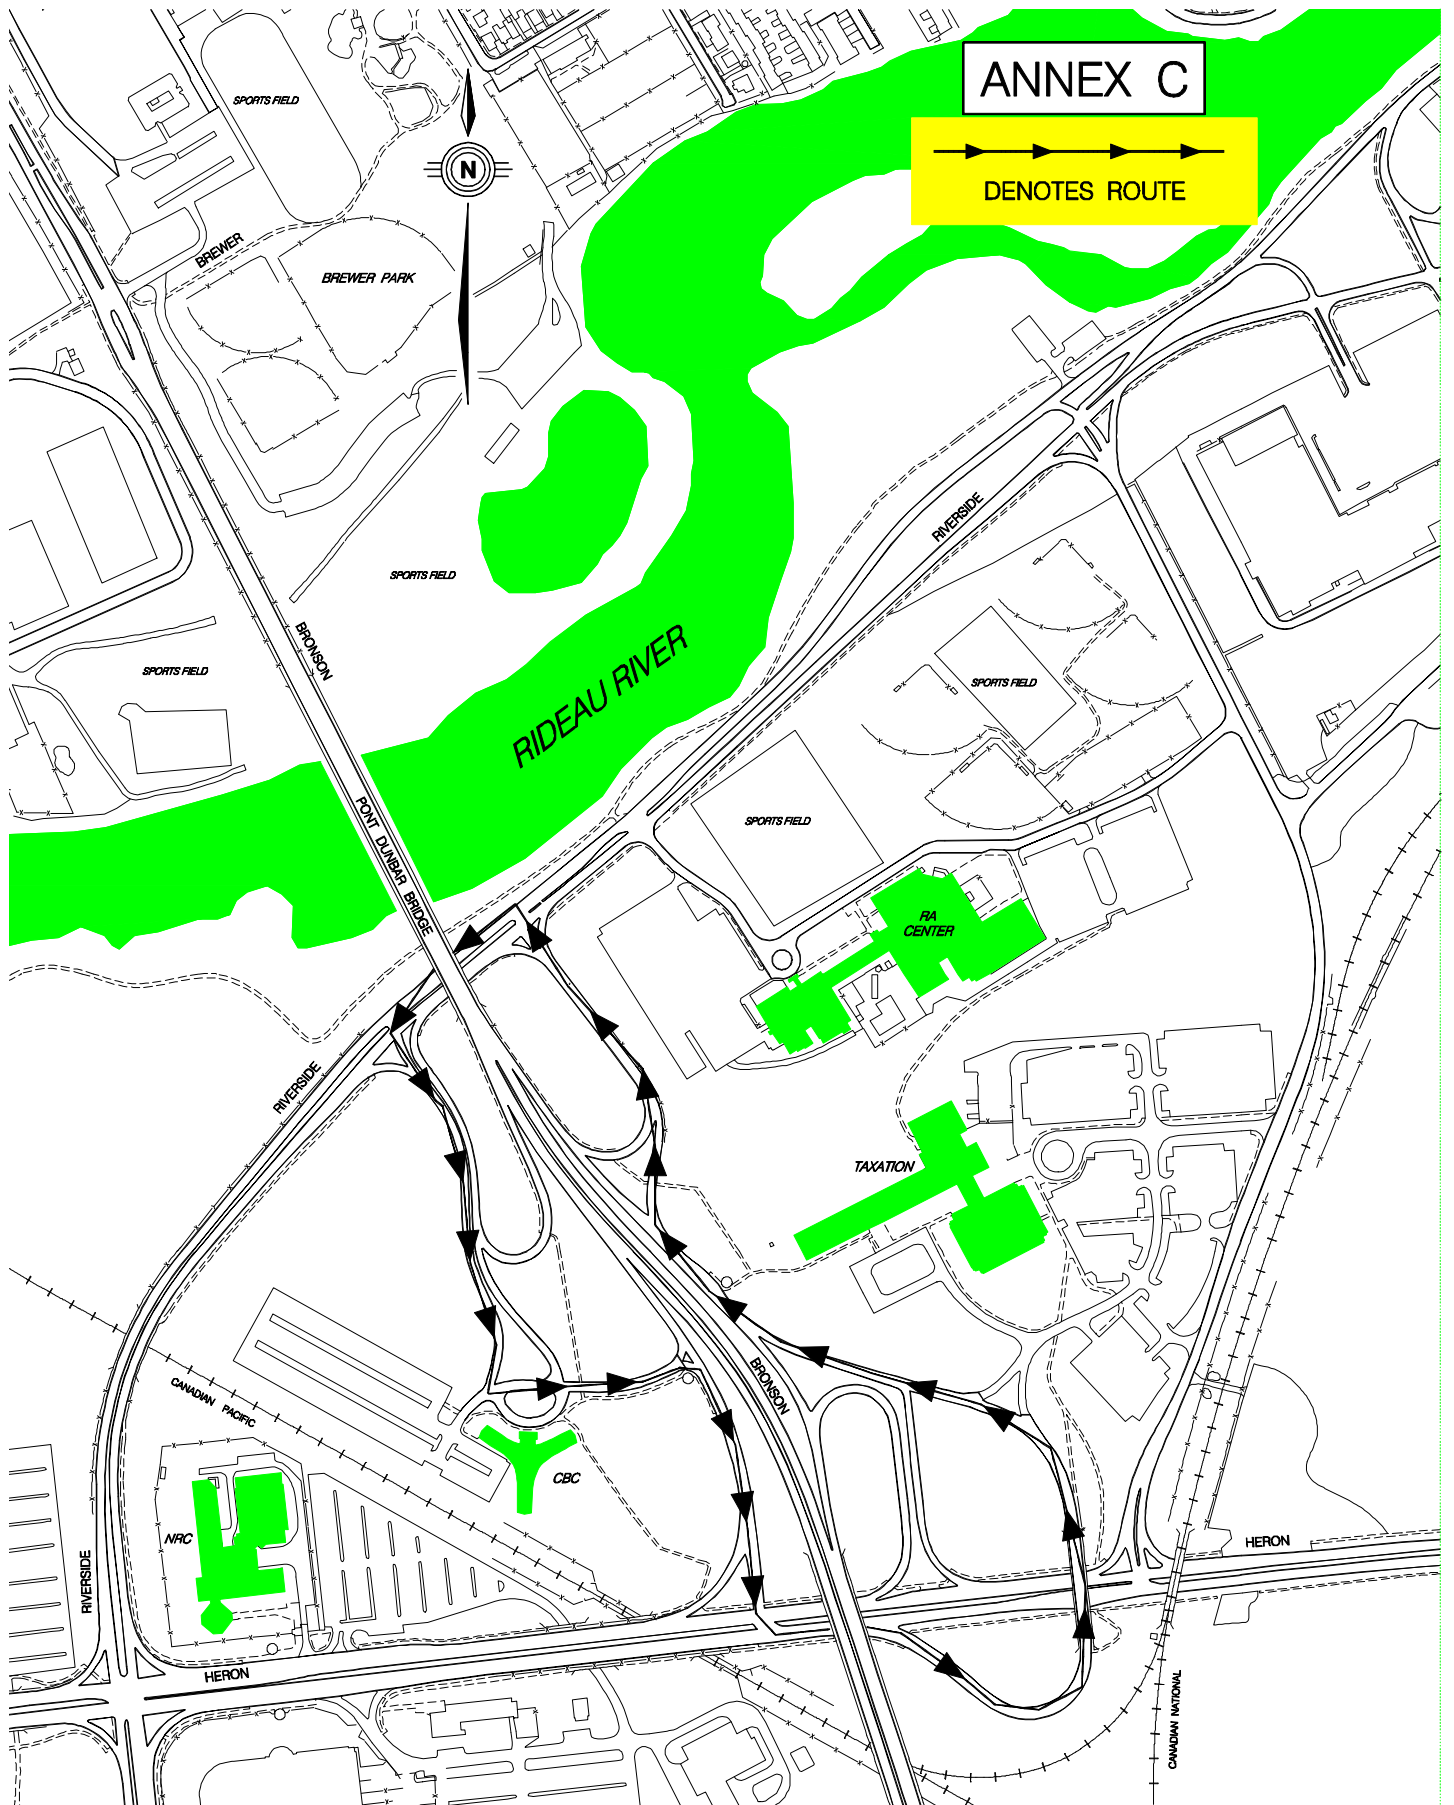 ANNEX C
SPORTS FIELD
N
DENOTES ROUTE
BREWER
BREWER PARK
RIVERSIDE
SPORTS FIELD
BRONSON
RIDEAU RIVER
SPORTS FIELD
SPORTS FIELD
PONT DUNBAR BRIDGE
SPORTS FIELD
RA
CENTER
RIVERSIDE
TAXATION
BRONSON
CANADIAN PACIFIC
CBC
NRC
HERON
RIVERSIDE
HERON
CANADIAN NATIONAL